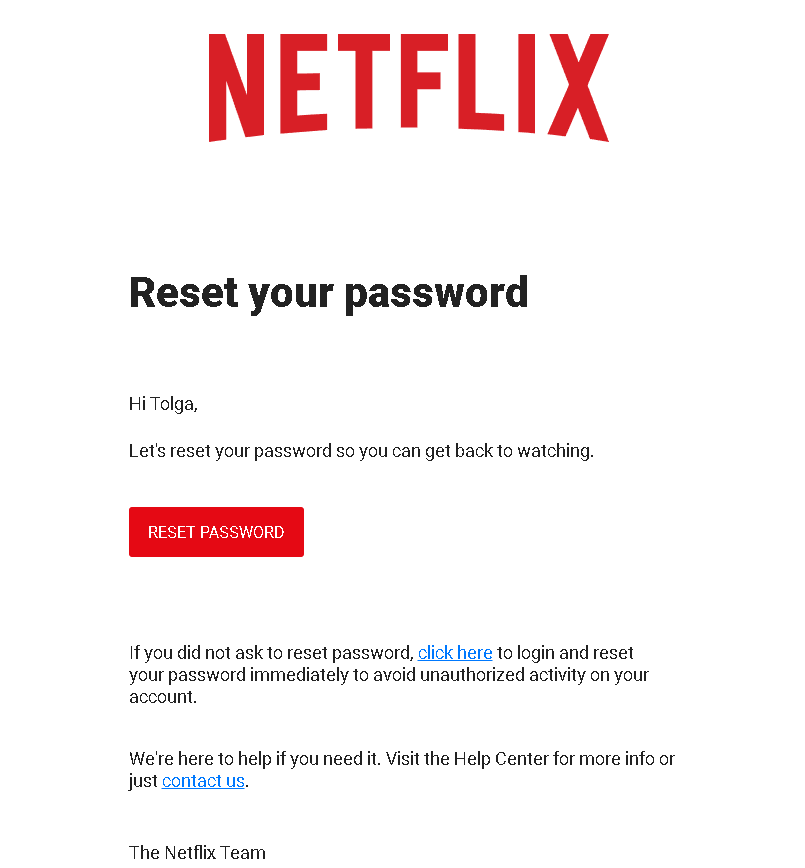 NETFLIX
Reset your password
Hi Tolga,
Let's reset your password so you can get back to watching.
RESET PASSWORD
If you did not ask to reset password, click here to login and reset
your password immediately to avoid unauthorized activity on your
account.
We're here to help if you need it. Visit the Help Center for more info or
just contact us.
The Netflix Team